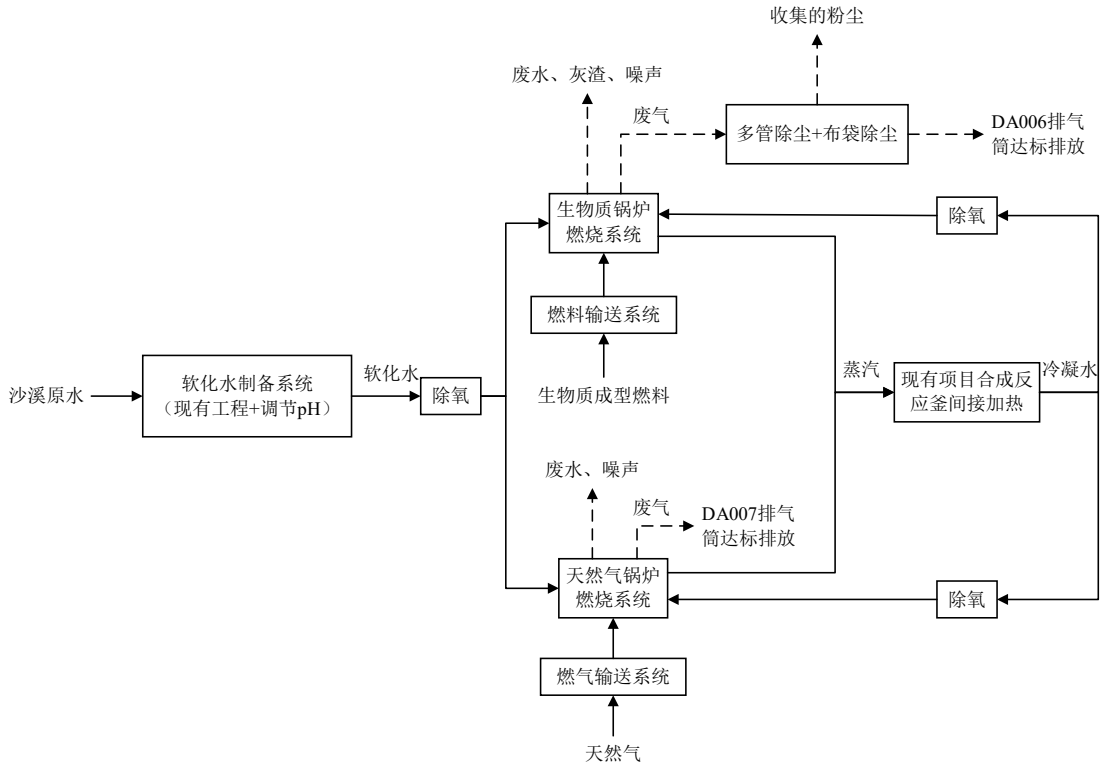 收集的粉尘
废水、灰渣、噪声
废气
多管除尘+布袋除尘
DA006排气
筒达标排放
生物质锅炉
燃烧系统
除氧
燃料输送系统
生物质成型燃料
沙溪原水
软化水制备系统
（现有工程+调节pH）
软化水
除氧
蒸汽
现有项目合成反
应釜间接加热
冷凝水
废水、噪声
废气
DA007排气
筒达标排放
天然气锅炉
燃烧系统
除氧
燃气输送系统
天然气